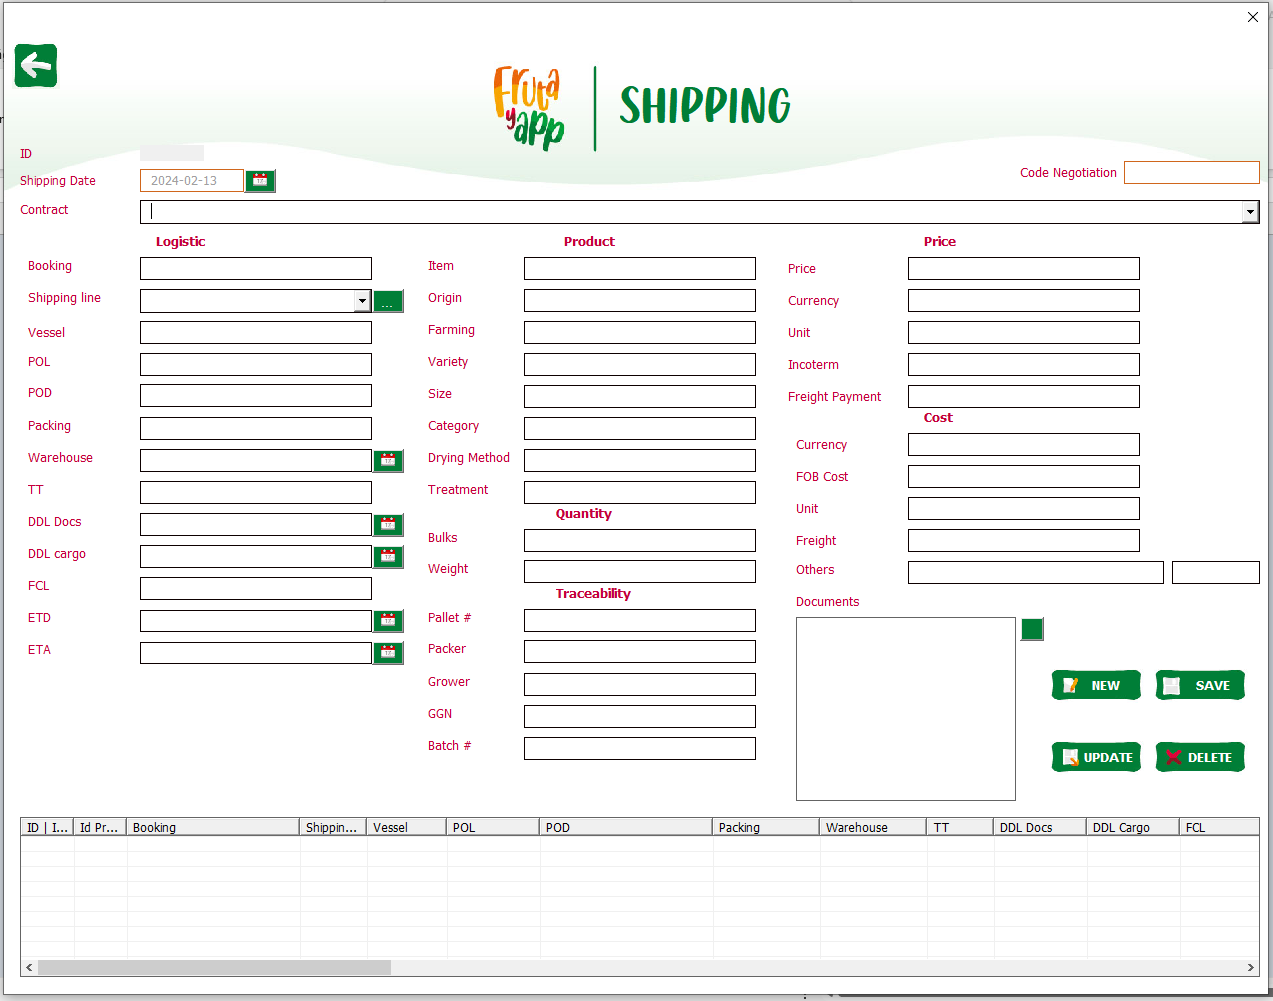 Fruta
y app
SHIPPING
ID
Shipping Date
2024-02-13
Code Negotiation
Contract
Logistic
Booking
Shipping line
...
Vessel
POL
POD
Packing
Warehouse
TT
DDL Docs
DDL cargo
FCL
ETD
ETA
Product
Item
Origin
Farming
Variety
Size
Category
Drying Method
Treatment
Quantity
Bulks
Weight
Traceability
Pallet #
Packer
Grower
GGN
Batch #
Price
Price
Currency
Unit
Incoterm
Freight Payment
Cost
Currency
FOB Cost
Unit
Freight
Others
Documents
NEW
SAVE
UPDATE
DELETE
ID | I... Id Pr... Booking Shippin... Vessel POL POD Packing Warehouse TT DDL Docs DDL Cargo FCL